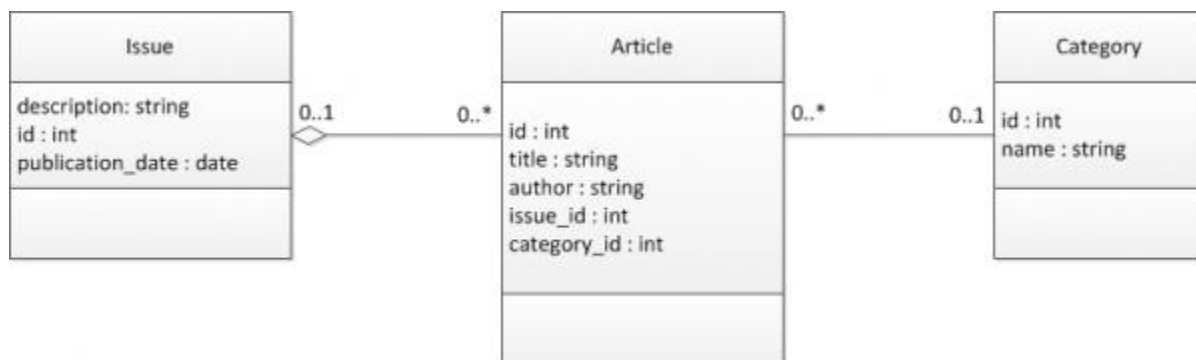 Issue
description: string
id : int
publication_date : date
0..1
0..*
Article
id : int
title : string
author : string
issue_id : int
category_id : int
0..*
0..1
Category
id : int
name : string